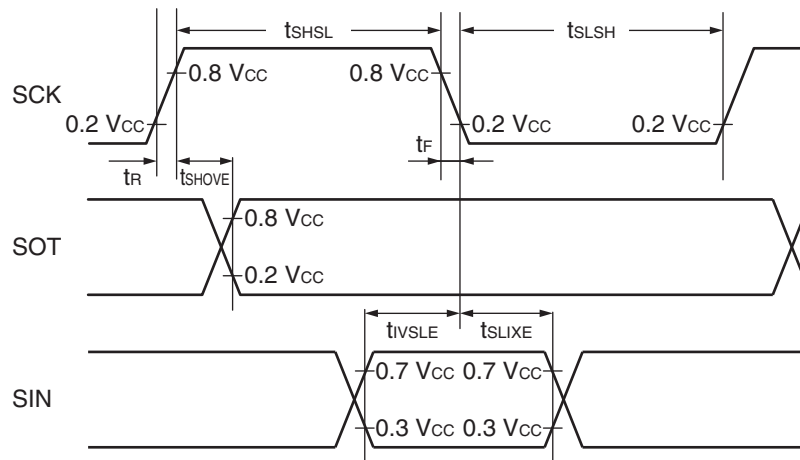 tSHSL tSLSH
SCK 0.8 VCC 0.8 VCC
0.2 VCC 0.2 VCC 0.2 VCC
tR tSHOVE tF
SOT 0.8 VCC
0.2 VCC
tIVSLE tSLIXE
SIN 0.7 VCC 0.7 VCC
0.3 VCC 0.3 VCC